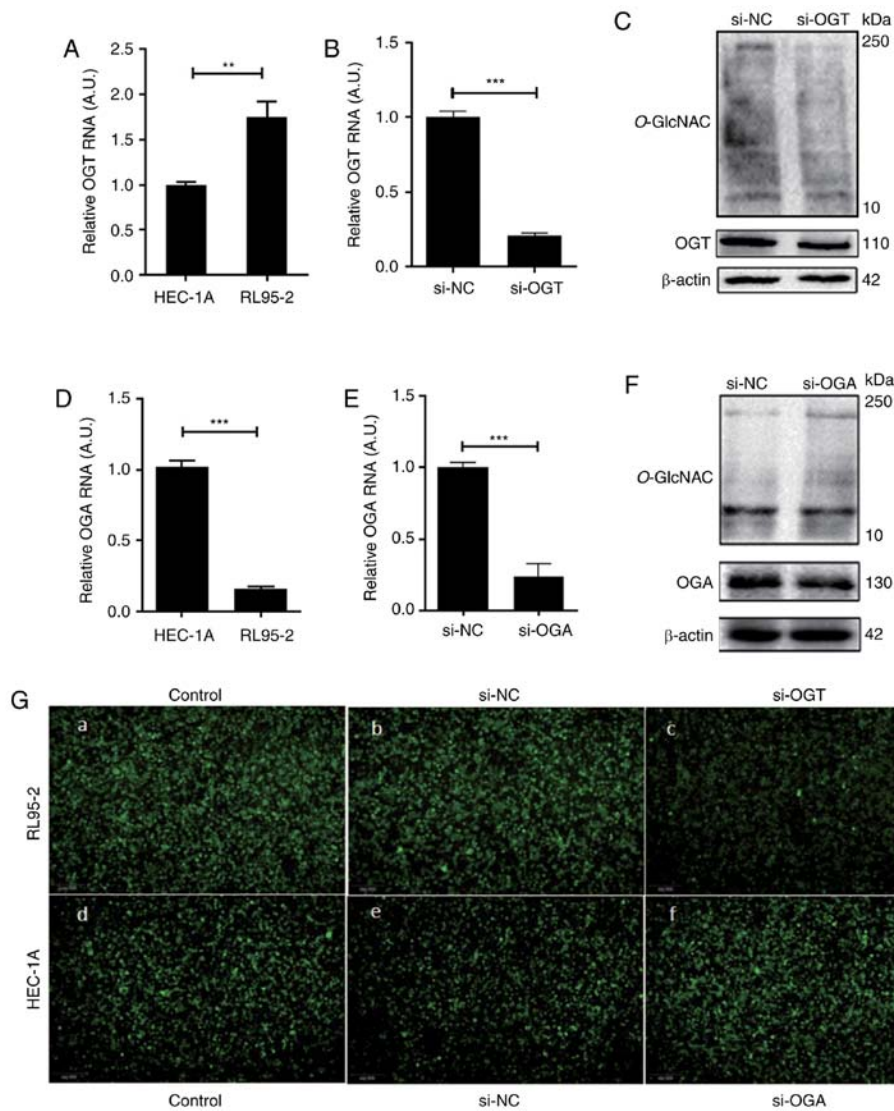 A
Relative OGT RNA (A.U.)
2.5
2.0
1.5
1.0
0.5
0.0
**
HEC-1A RL95-2
B
Relative OGT RNA (A.U.)
1.5
1.0
0.5
0.0
***
si-NC si-OGT
C
si-NC si-OGT kDa
O-GlcNAC
250
10
OGT 110
β-actin 42
D
Relative OGA RNA (A.U.)
1.5
1.0
0.5
0.0
***
HEC-1A RL95-2
E
Relative OGA RNA (A.U.)
1.5
1.0
0.5
0.0
***
si-NC si-OGA
F
si-NC si-OGA kDa
O-GlcNAC
250
10
OGA 130
β-actin 42
G
Control si-NC si-OGT
RL95-2
a b c
HEC-1A
d e f
Control si-NC si-OGA